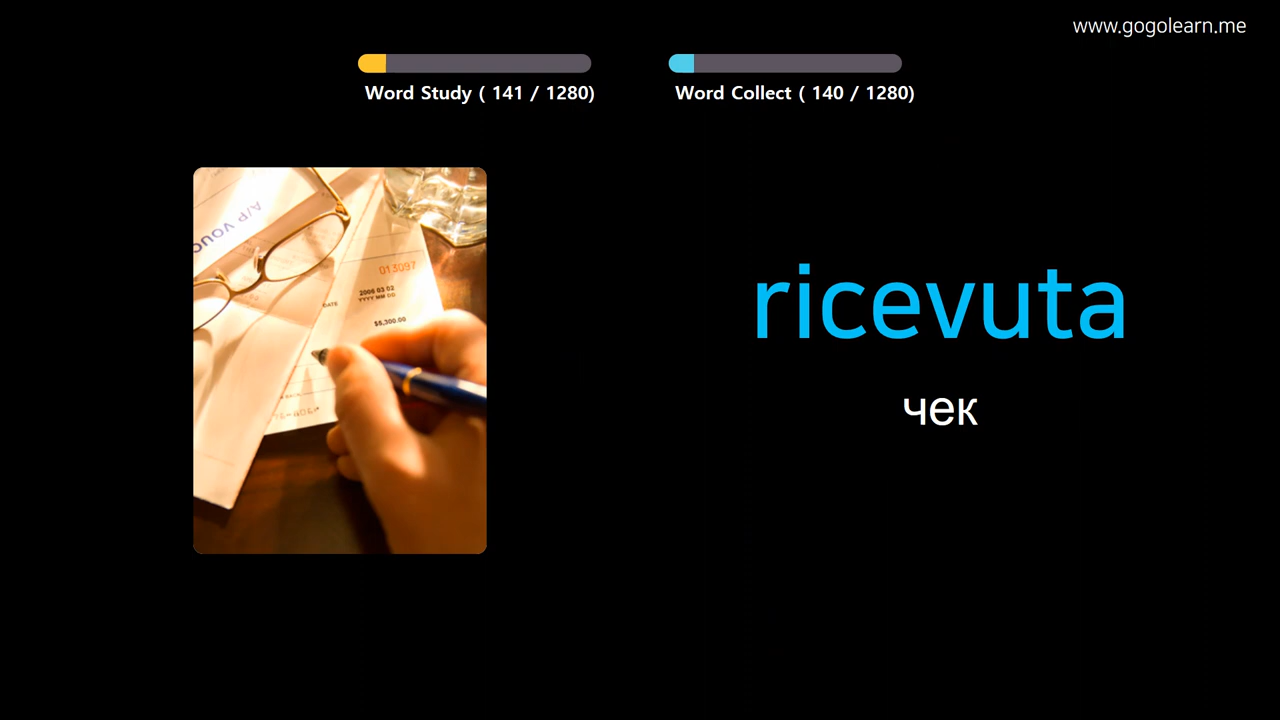 www.gogolearn.me
Word Study ( 141 / 1280)
Word Collect ( 140 / 1280)
A/P VOUC
013097
2006 03 02
YYYY MM DD
DATE
$5,300.00
ricevuta
чек